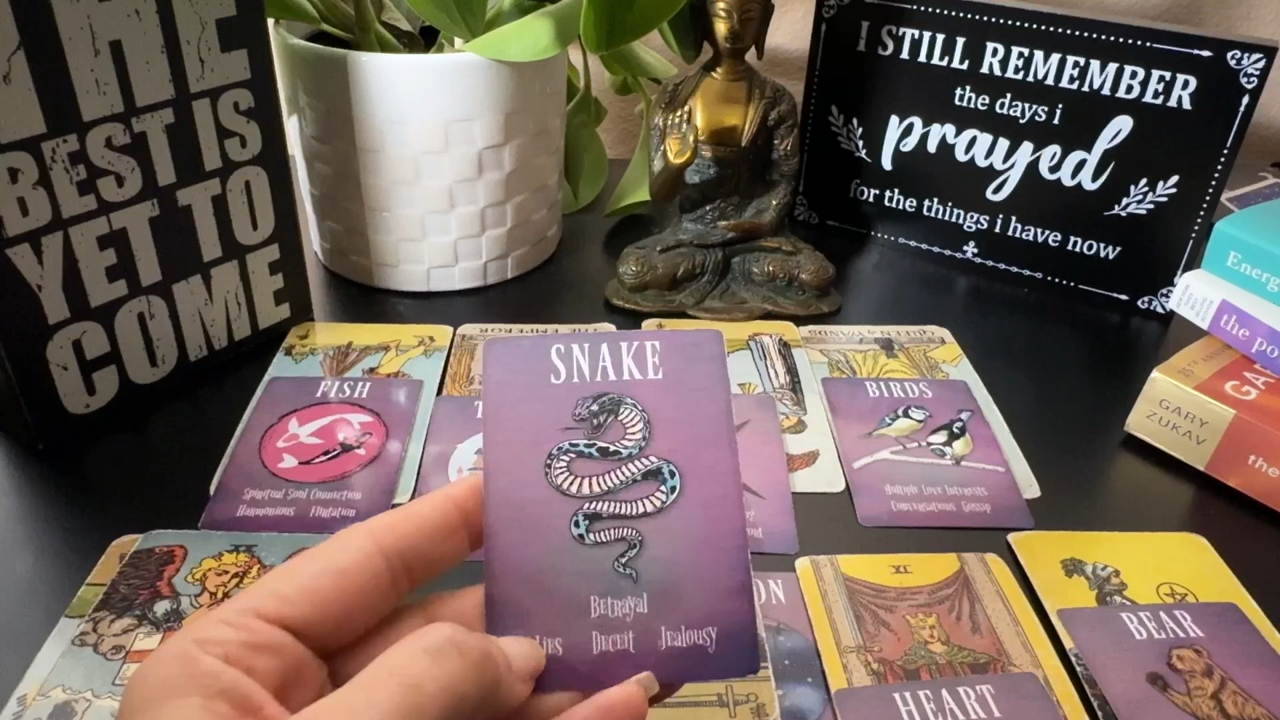 THE
BEST IS
YET TO
COME
I STILL REMEMBER
the days i
prayed
for the things i have now
Energ
the po
GARY
ZUKAV
the
THE EMPEROR
QUEEN of WANDS
FISH
Spiritual Soul Connection
Harmonious Flirtation
SNAKE
Betrayal
Lies Deceit Jealousy
BIRDS
Multiple Love Interests
Conversations Gossip
ON
XI
HEART
BEAR